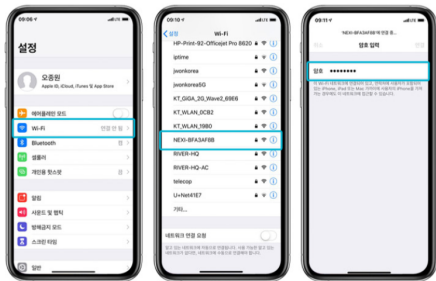 09:06
LTE
설정
오종원
Apple ID, iCloud, iTunes 및 App Store
에어플레인 모드
Wi-Fi
연결 안 됨
Bluetooth
켬
셀룰러
개인용 핫스팟
끔
알림
사운드 및 햅틱
방해금지 모드
스크린 타임
일반
09:10
LTE
설정
Wi-Fi
HP-Print-92-Officejet Pro 8620
iptime
jwonkorea
jwonkorea5G
KT_GIGA_2G_Wave2_69E6
KT_WLAN_0CB2
KT_WLAN_19B0
NEXI-BFA3AF6B
RIVER-HQ
RIVER-HQ-AC
telecop
U+Net41E7
기타...
네트워크 연결 요청
09:11
LTE
암호 입력
암호 ••••••••